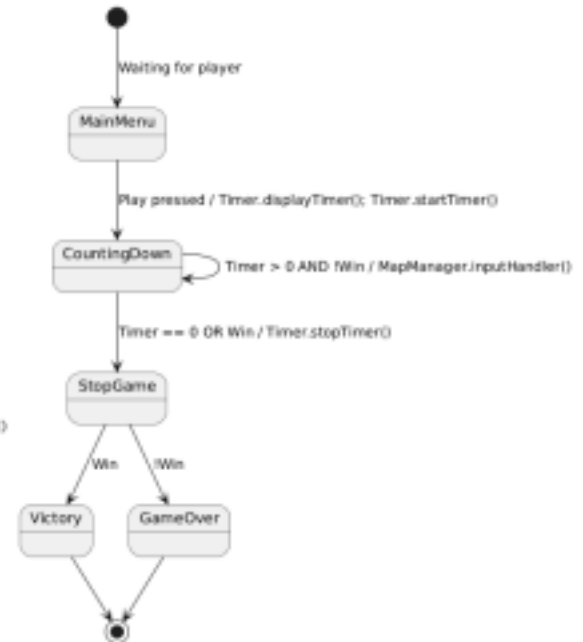 Waiting for player
MainMenu
Play pressed / Timer.displayTimer(); Timer.startTimer()
CountingDown
Timer > 0 AND !Win / MapManager.inputHandler()
Timer == 0 OR Win / Timer.stopTimer()
StopGame
)
Win
!Win
Victory
GameOver